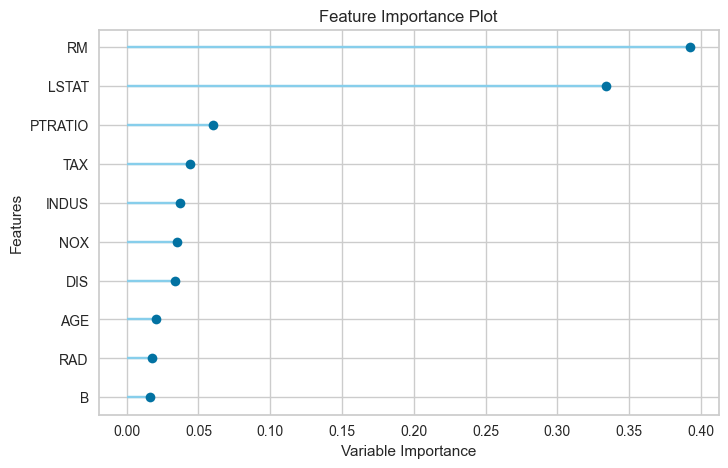 Feature Importance Plot
Features
RM
LSTAT
PTRATIO
TAX
INDUS
NOX
DIS
AGE
RAD
B
0.00 0.05 0.10 0.15 0.20 0.25 0.30 0.35 0.40
Variable Importance